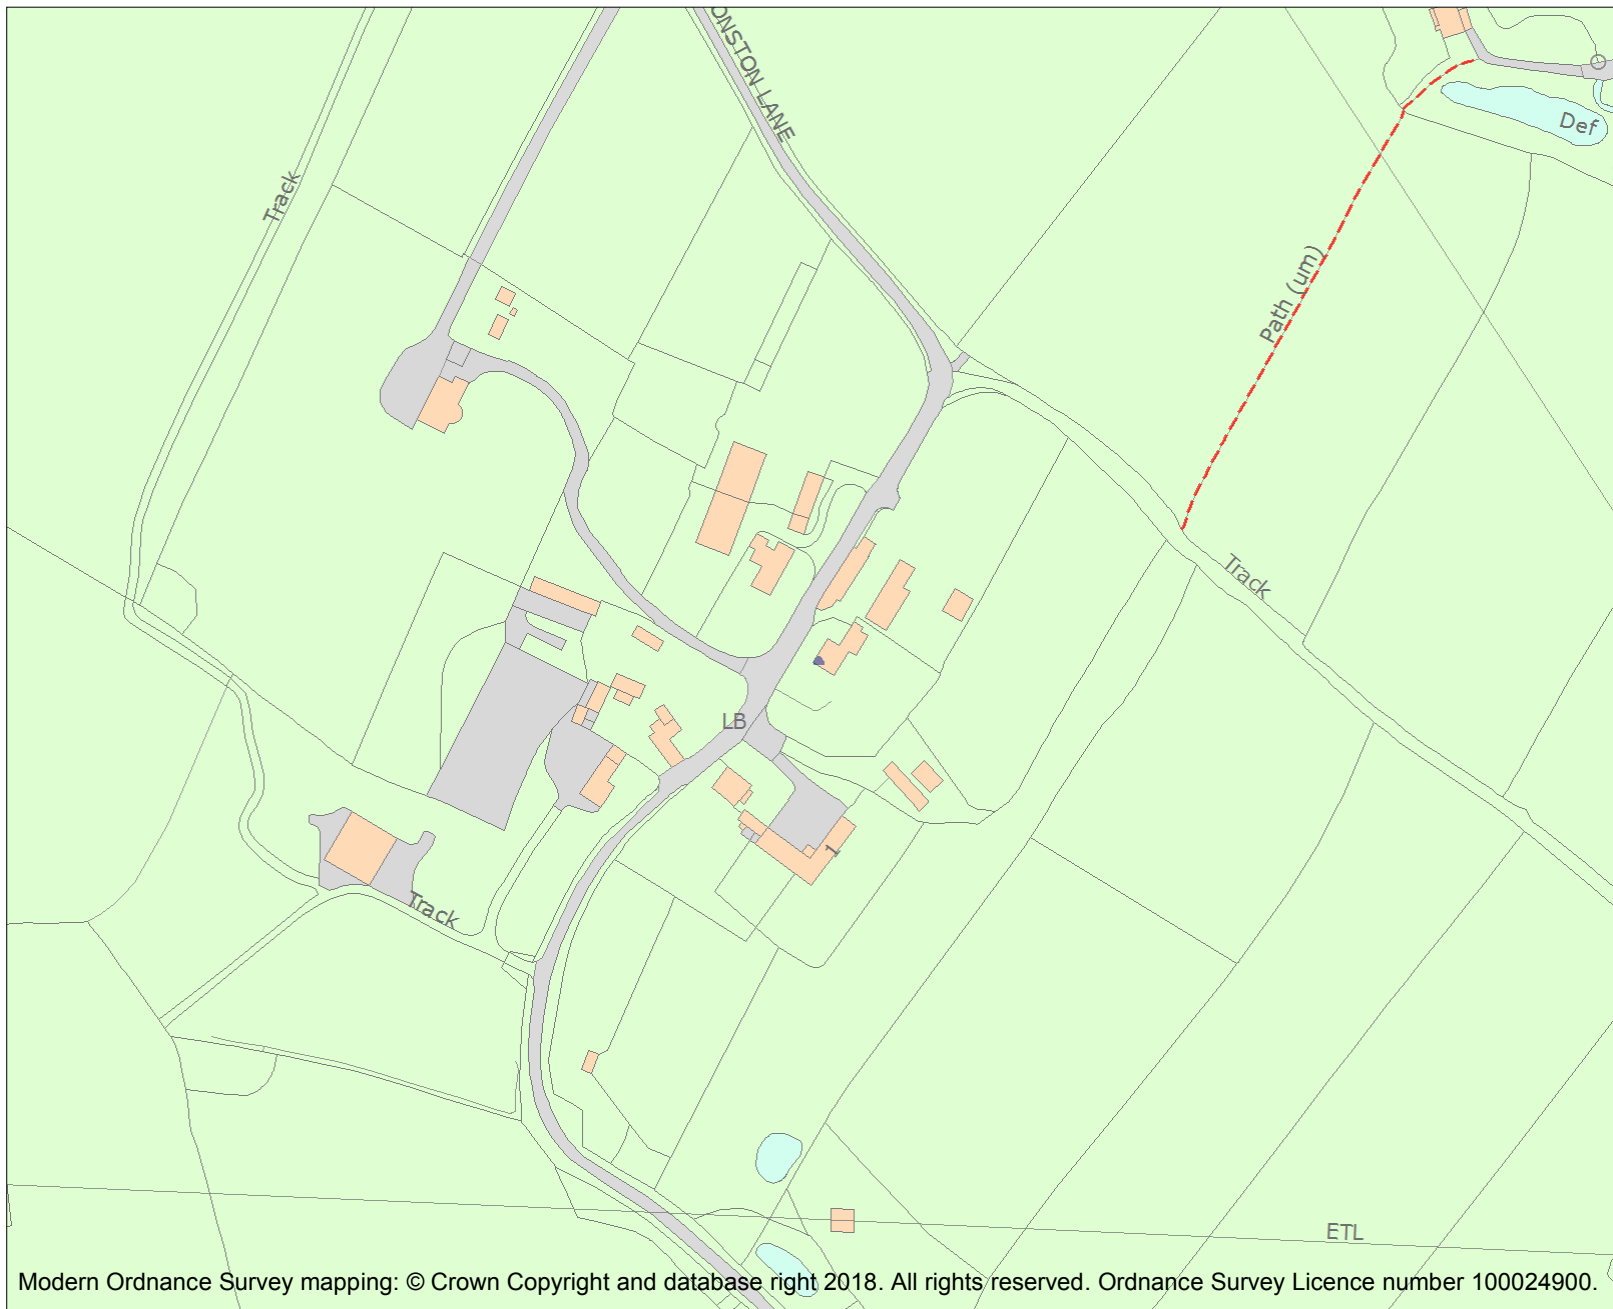 ONSTON LANE
Def
Track
Path (um)
Track
LB
1
Track
ETL
Modern Ordnance Survey mapping: © Crown Copyright and database right 2018. All rights reserved. Ordnance Survey Licence number 100024900.